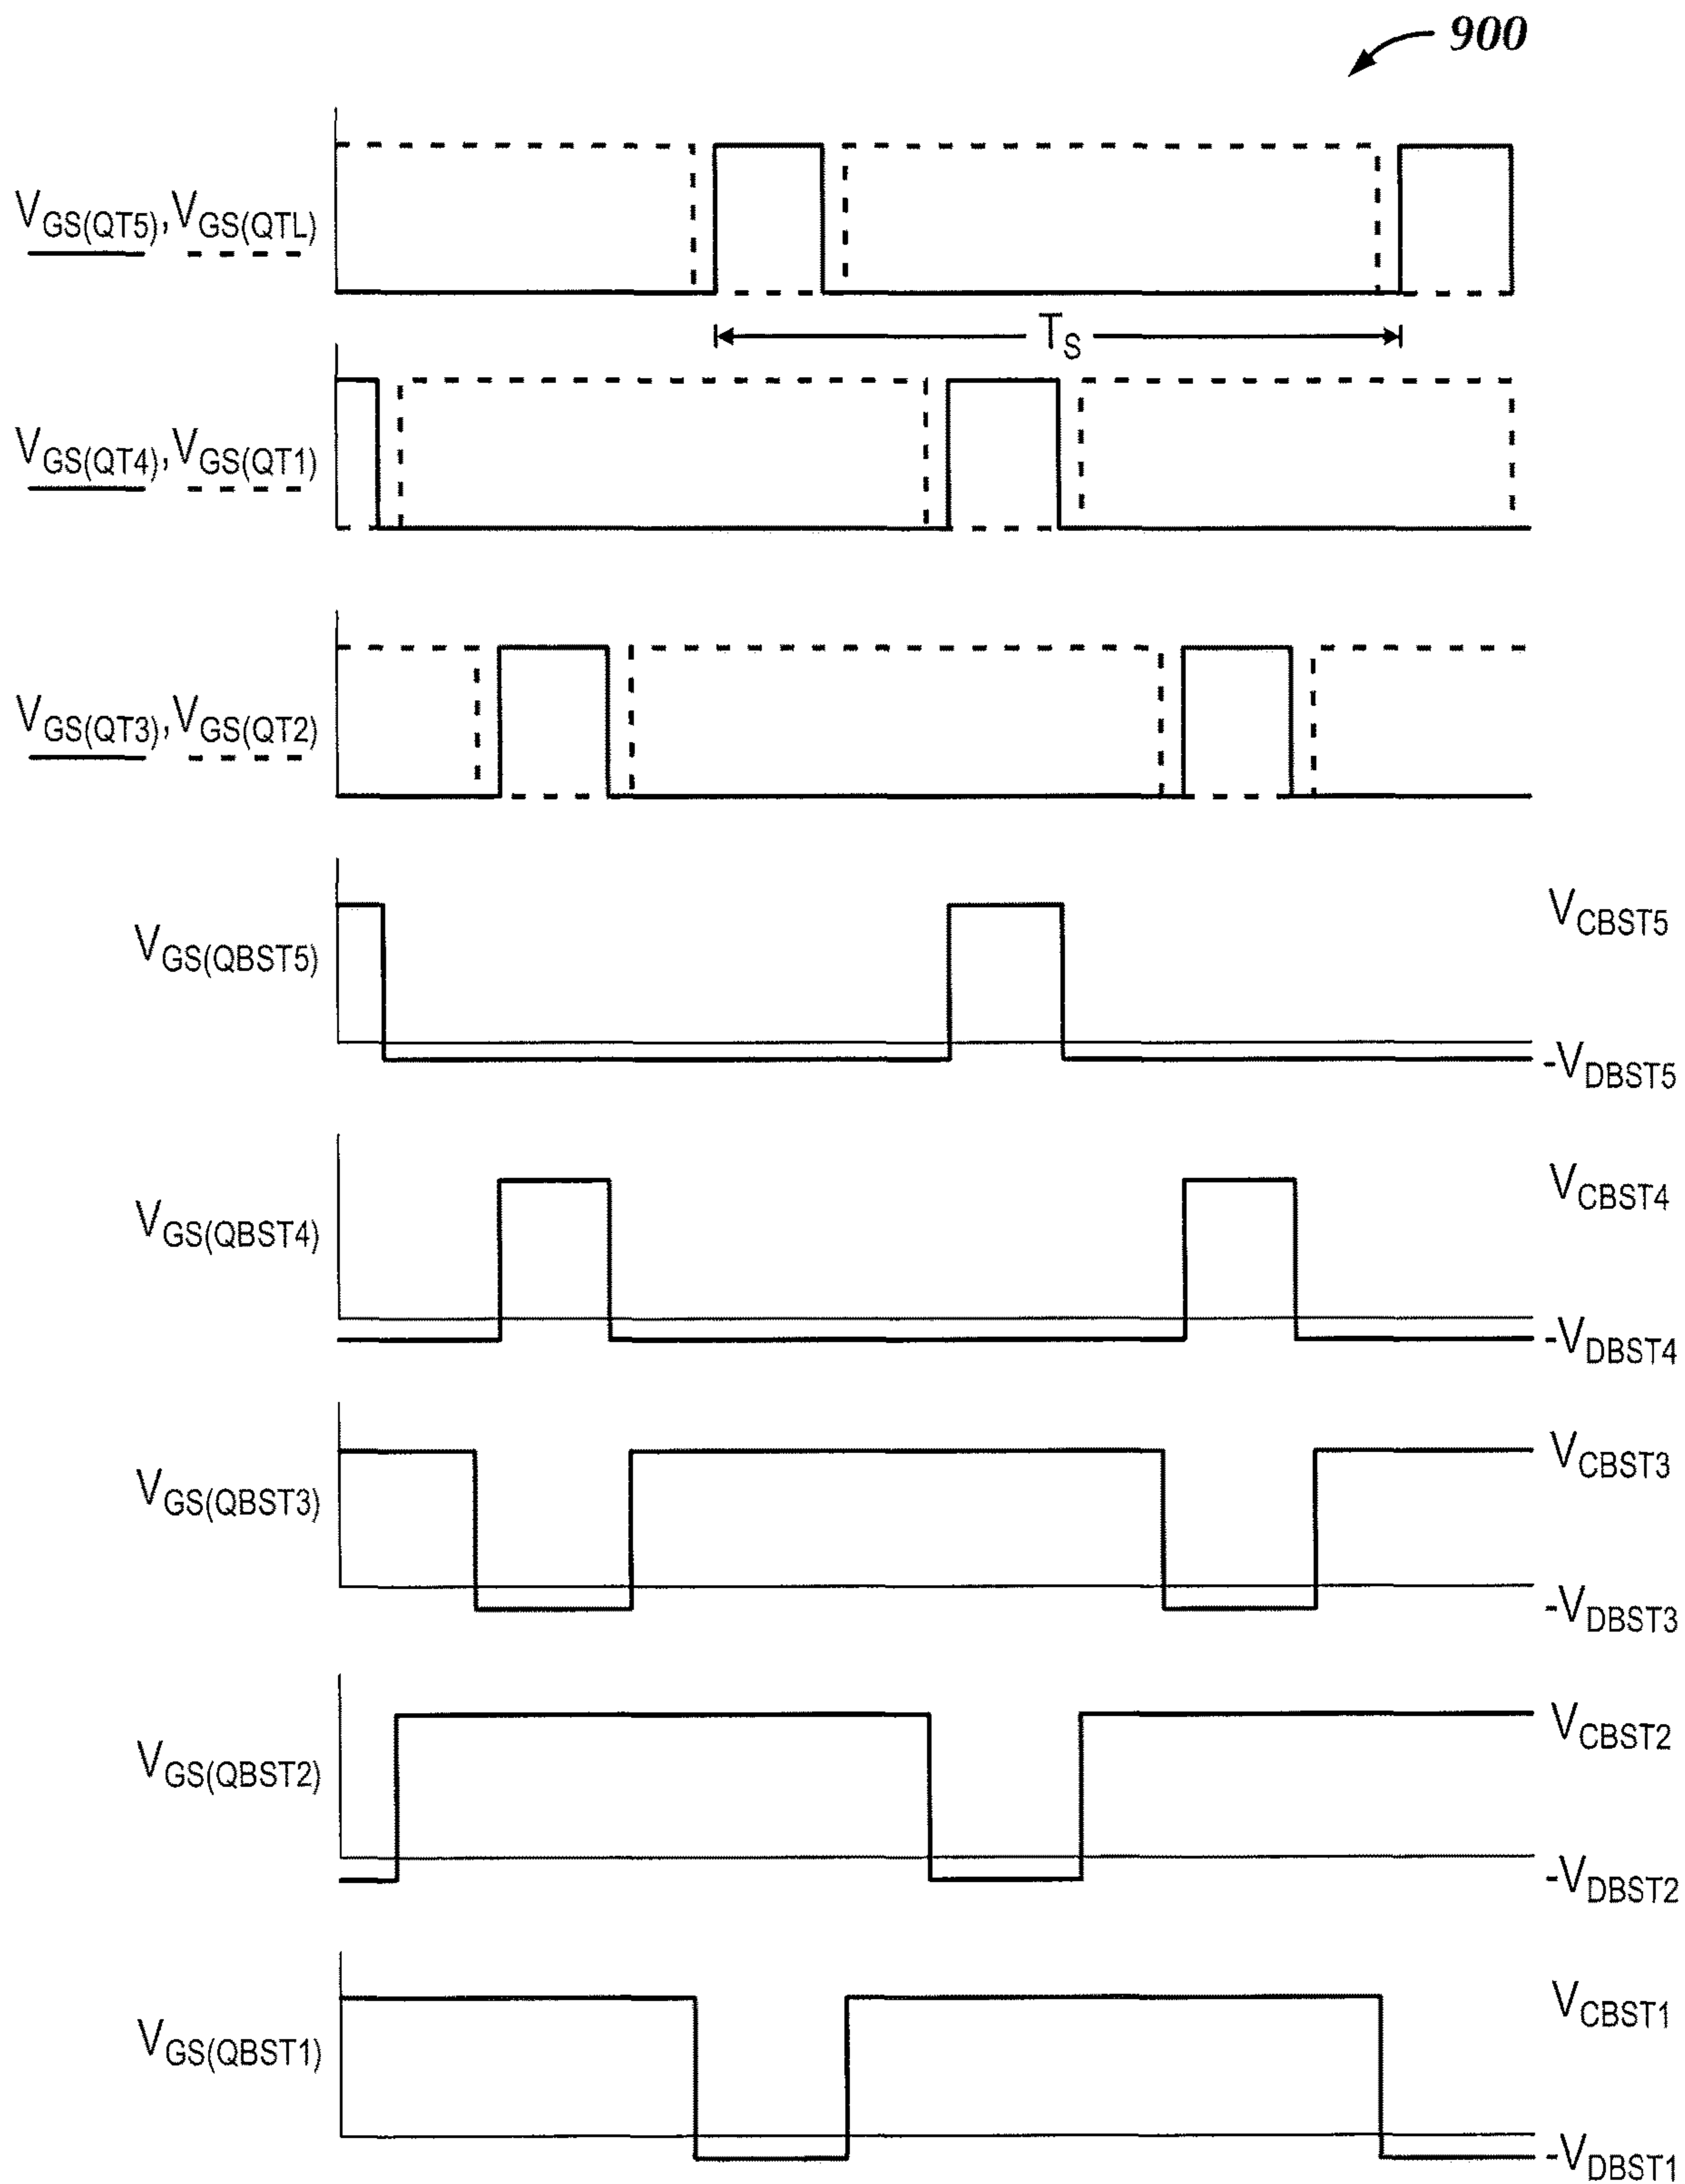 900
VGS(QT5),VGS(QTL)
TS
VGS(QT4),VGS(QT1)
VGS(QT3),VGS(QT2)
VGS(QBST5)
VCBST5
-VDBST5
VGS(QBST4)
VCBST4
-VDBST4
VGS(QBST3)
VCBST3
-VDBST3
VGS(QBST2)
VCBST2
-VDBST2
VGS(QBST1)
VCBST1
-VDBST1